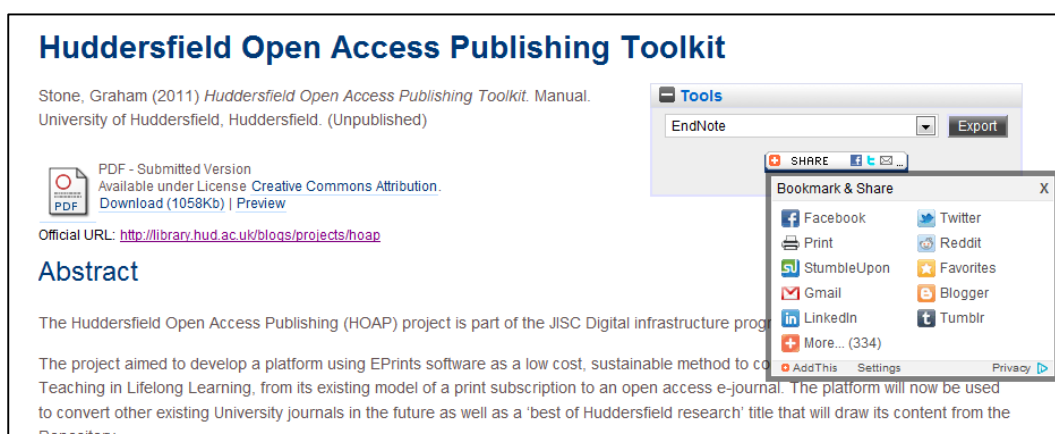 Huddersfield Open Access Publishing Toolkit
Stone, Graham (2011) Huddersfield Open Access Publishing Toolkit. Manual.
University of Huddersfield, Huddersfield. (Unpublished)
Tools
EndNote
Export
SHARE
PDF
PDF - Submitted Version
Available under License Creative Commons Attribution.
Download (1058Kb) | Preview
Official URL: http://library.hud.ac.uk/blogs/projects/hoap
Bookmark & Share X
Facebook Twitter
Print Reddit
StumbleUpon Favorites
Gmail Blogger
LinkedIn Tumblr
More... (334)
AddThis Settings Privacy
Abstract
The Huddersfield Open Access Publishing (HOAP) project is part of the JISC Digital infrastructure
The project aimed to develop a platform using EPrints software as a low cost, sustainable method to
Teaching in Lifelong Learning, from its existing model of a print subscription to an open access e-journal. The platform will now be used
to convert other existing University journals in the future as well as a 'best of Huddersfield research' title that will draw its content from the